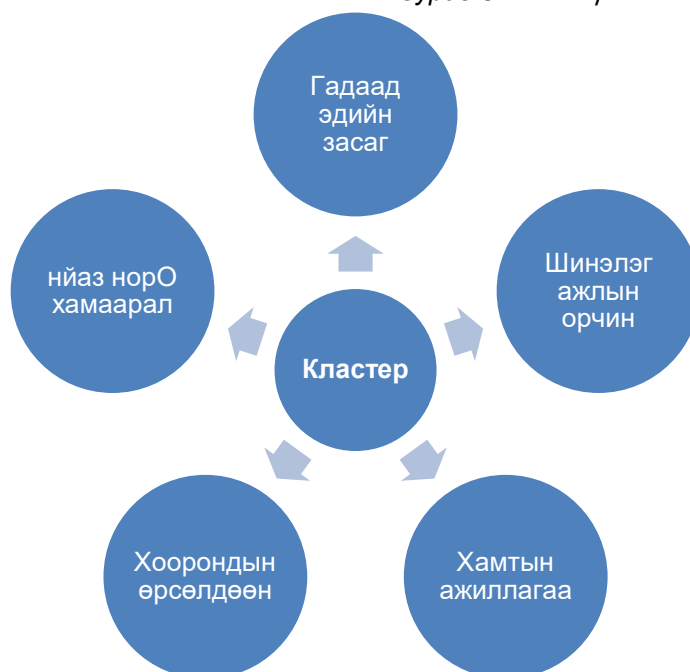 Гадаад
эдийн
засаг
Шинэлэг
ажлын
орчин
Хамтын
ажиллагаа
Хоорондын
өрсөлдөөн
нйаз норО
хамаарал
Кластер